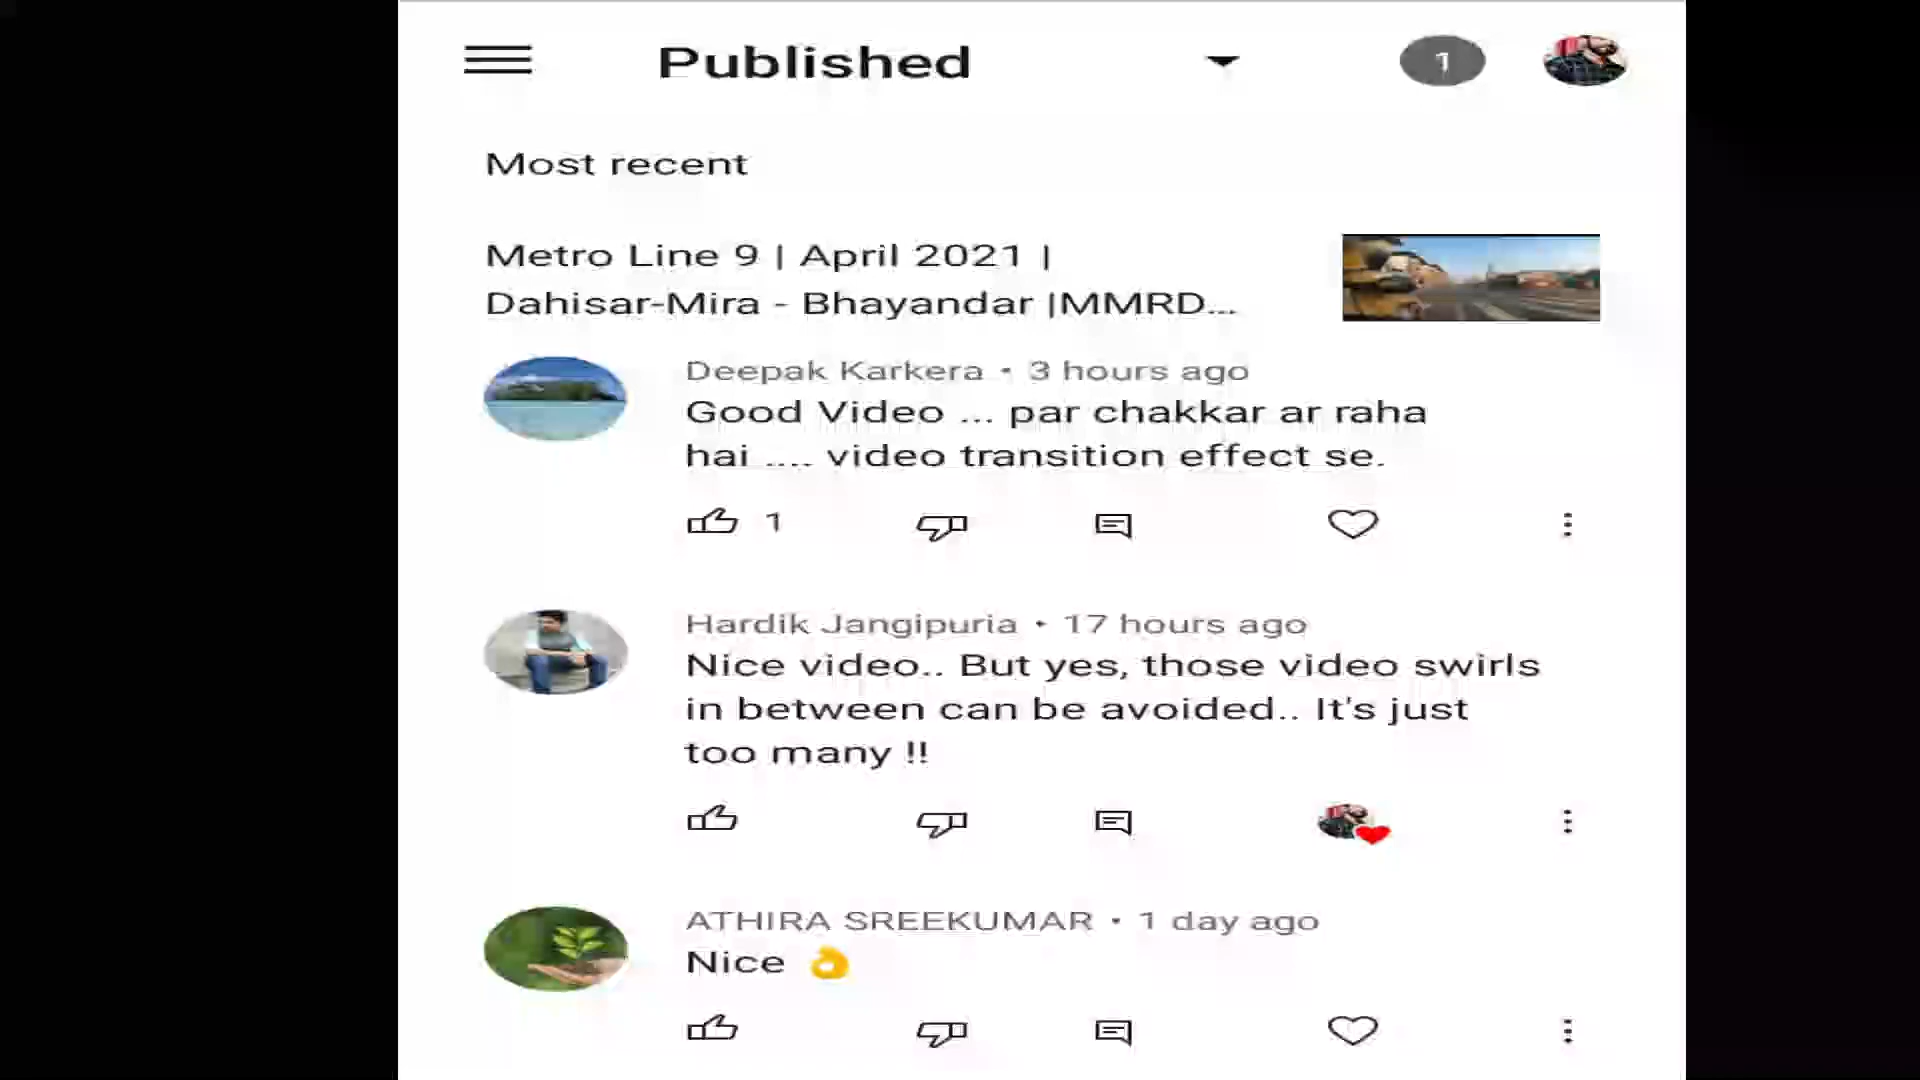 Published
1
Most recent
Metro Line 9 | April 2021 |
Dahisar-Mira - Bhayandar |MMRD...
Deepak Karkera • 3 hours ago
Good Video ... par chakkar ar raha
hai .... video transition effect se.
1
Hardik Jangipuria • 17 hours ago
Nice video.. But yes, those video swirls
in between can be avoided.. It's just
too many !!
ATHIRA SREEKUMAR • 1 day ago
Nice 👌